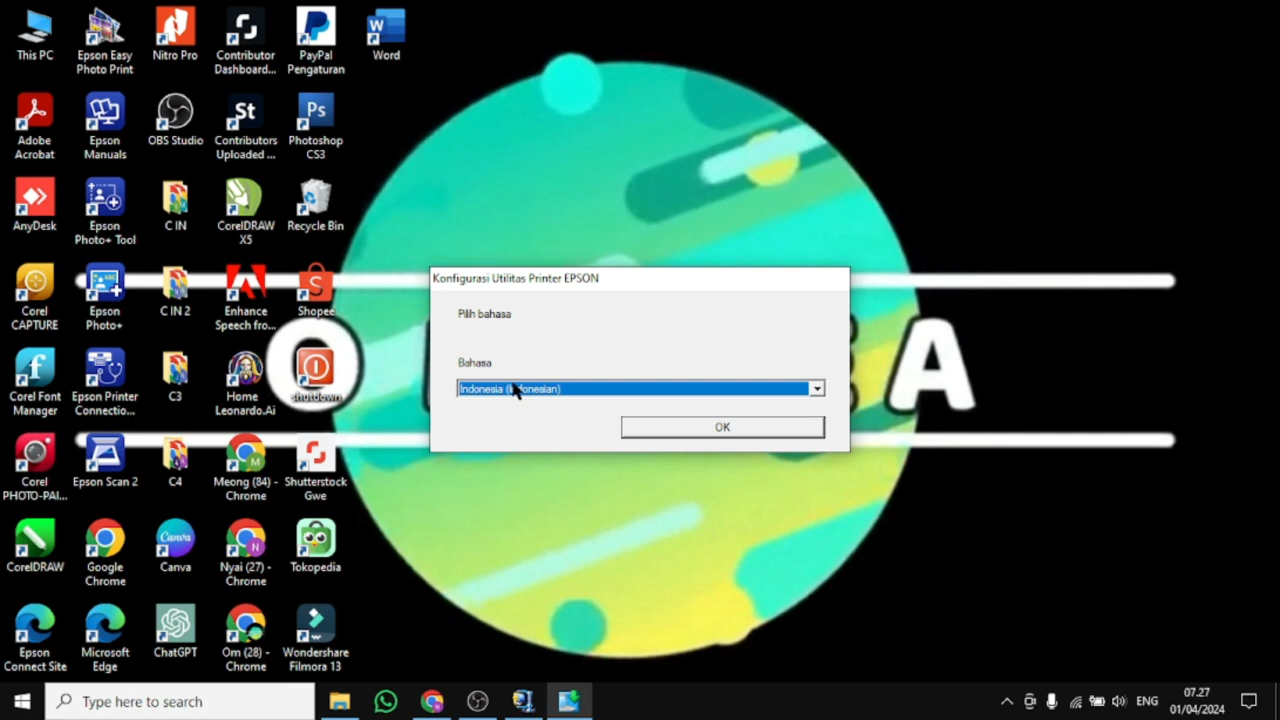 This PC
Epson Easy
Photo Print
Nitro Pro
Contributor
Dashboard...
PayPal
Pengaturan
Word
Adobe
Acrobat
Epson
Manuals
OBS Studio
Contributors
Uploaded ...
Photoshop
CS3
AnyDesk
Epson
Photo+ Tool
C IN
CorelDRAW
X5
Recycle Bin
Corel
CAPTURE
Epson
Photo+
C IN 2
Enhance
Speech fro...
Shopee
Corel Font
Manager
Epson Printer
Connectio...
C3
Home
Leonardo.Ai
shutdown
Corel
PHOTO-PAI...
Epson Scan 2
C4
Meong (84) -
Chrome
Shutterstock
Gwe
CorelDRAW
Google
Chrome
Canva
Nyai (27) -
Chrome
Tokopedia
Epson
Connect Site
Microsoft
Edge
ChatGPT
Om (28) -
Chrome
Wondershare
Filmora 13
Konfigurasi Utilitas Printer EPSON
Pilih bahasa
Bahasa
Indonesia (Indonesian)
OK
A
Type here to search
ENG
07.27
01/04/2024